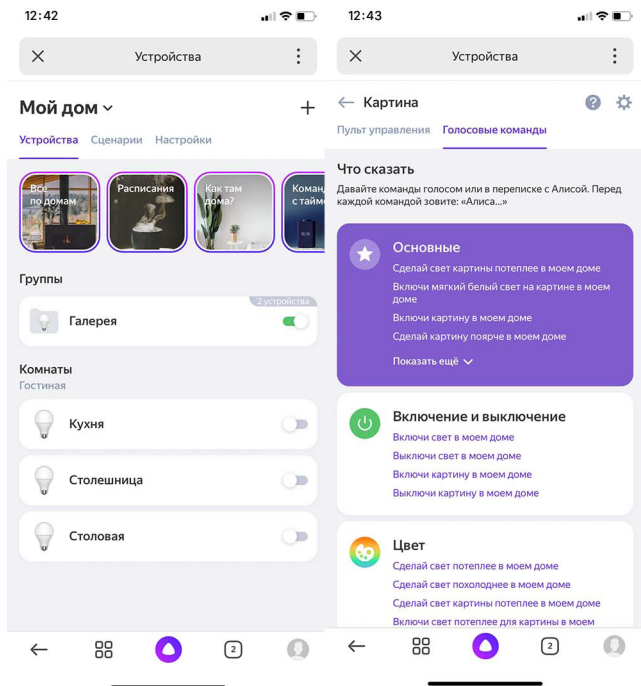 12:42
Устройства
Мой дом
Устройства Сценарии Настройки
Все
по домам
Расписания
Как там
дома?
Коман
с тайм
Группы
2 устройства
Галерея
Комнаты
Гостиная
Кухня
Столешница
Столовая
2
12:43
Устройства
Картина
Пульт управления Голосовые команды
Что сказать
Давайте команды голосом или в переписке с Алисой. Перед
каждой командой зовите: «Алиса...»
Основные
Сделай свет картины потеплее в моем доме
Включи мягкий белый свет на картине в моем
доме
Включи картину в моем доме
Сделай картину поярче в моем доме
Показать ещё
Включение и выключение
Включи свет в моем доме
Выключи свет в моем доме
Включи картину в моем доме
Выключи картину в моем доме
Цвет
Сделай свет потеплее в моем доме
Сделай свет похолоднее в моем доме
Сделай свет картины потеплее в моем доме
Включи свет потеплее для картины в моем
2